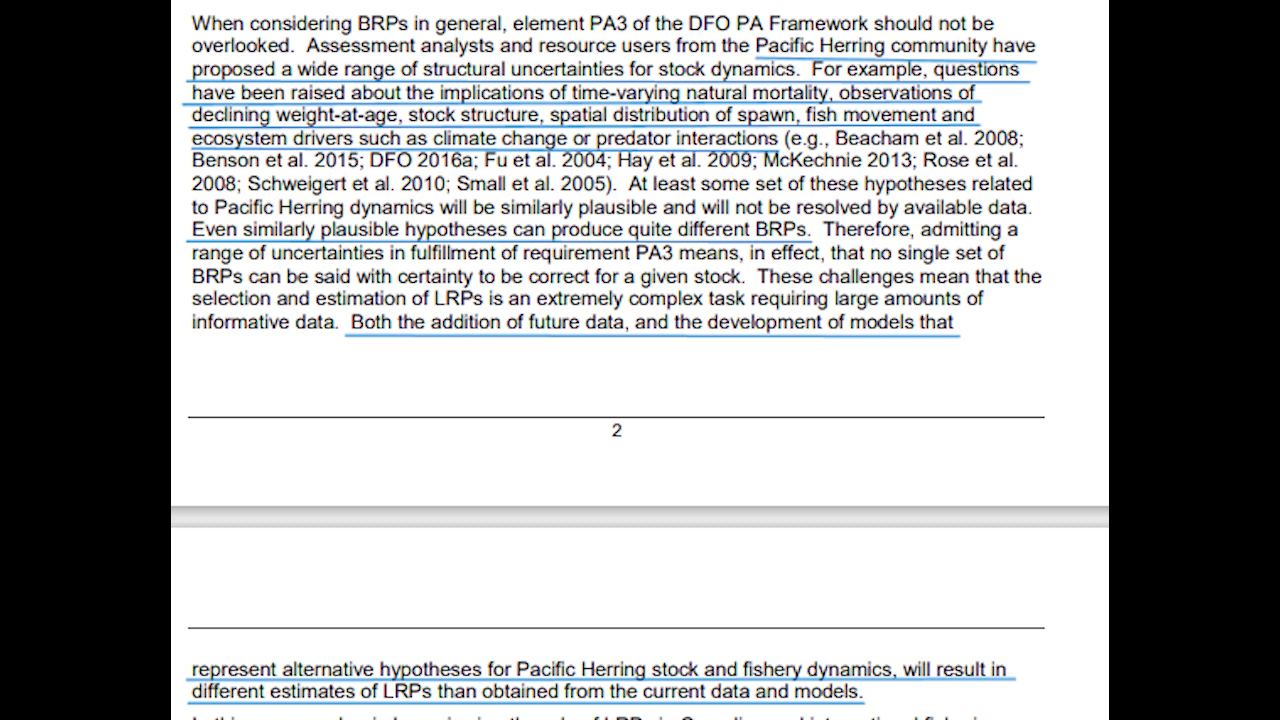 When considering BRPs in general, element PA3 of the DFO PA Framework should not be
overlooked. Assessment analysts and resource users from the Pacific Herring community have
proposed a wide range of structural uncertainties for stock dynamics. For example, questions
have been raised about the implications of time-varying natural mortality, observations of
declining weight-at-age, stock structure, spatial distribution of spawn, fish movement and
ecosystem drivers such as climate change or predator interactions (e.g., Beacham et al. 2008;
Benson et al. 2015; DFO 2016a; Fu et al. 2004; Hay et al. 2009; McKechnie 2013; Rose et al.
2008; Schweigert et al. 2010; Small et al. 2005). At least some set of these hypotheses related
to Pacific Herring dynamics will be similarly plausible and will not be resolved by available data.
Even similarly plausible hypotheses can produce quite different BRPs. Therefore, admitting a
range of uncertainties in fulfillment of requirement PA3 means, in effect, that no single set of
BRPs can be said with certainty to be correct for a given stock. These challenges mean that the
selection and estimation of LRPs is an extremely complex task requiring large amounts of
informative data. Both the addition of future data, and the development of models that
2
represent alternative hypotheses for Pacific Herring stock and fishery dynamics, will result in
different estimates of LRPs than obtained from the current data and models.